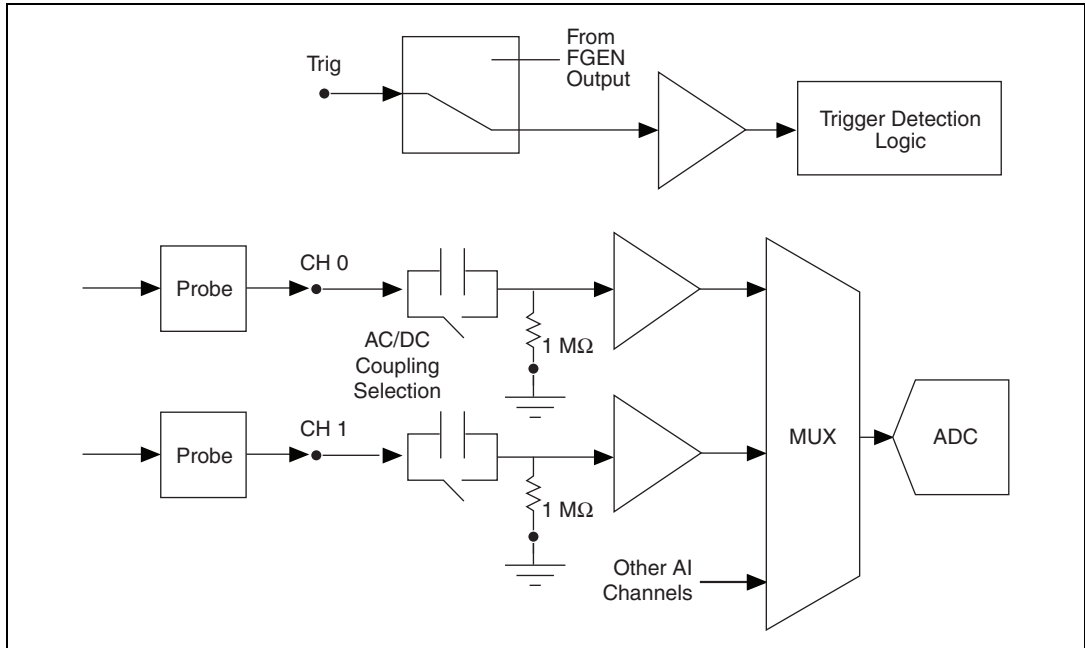 From
FGEN
Output
Trig
Trigger Detection
Logic
Probe
CH 0
AC/DC
Coupling
Selection
1 MΩ
Probe
CH 1
1 MΩ
MUX
ADC
Other AI
Channels